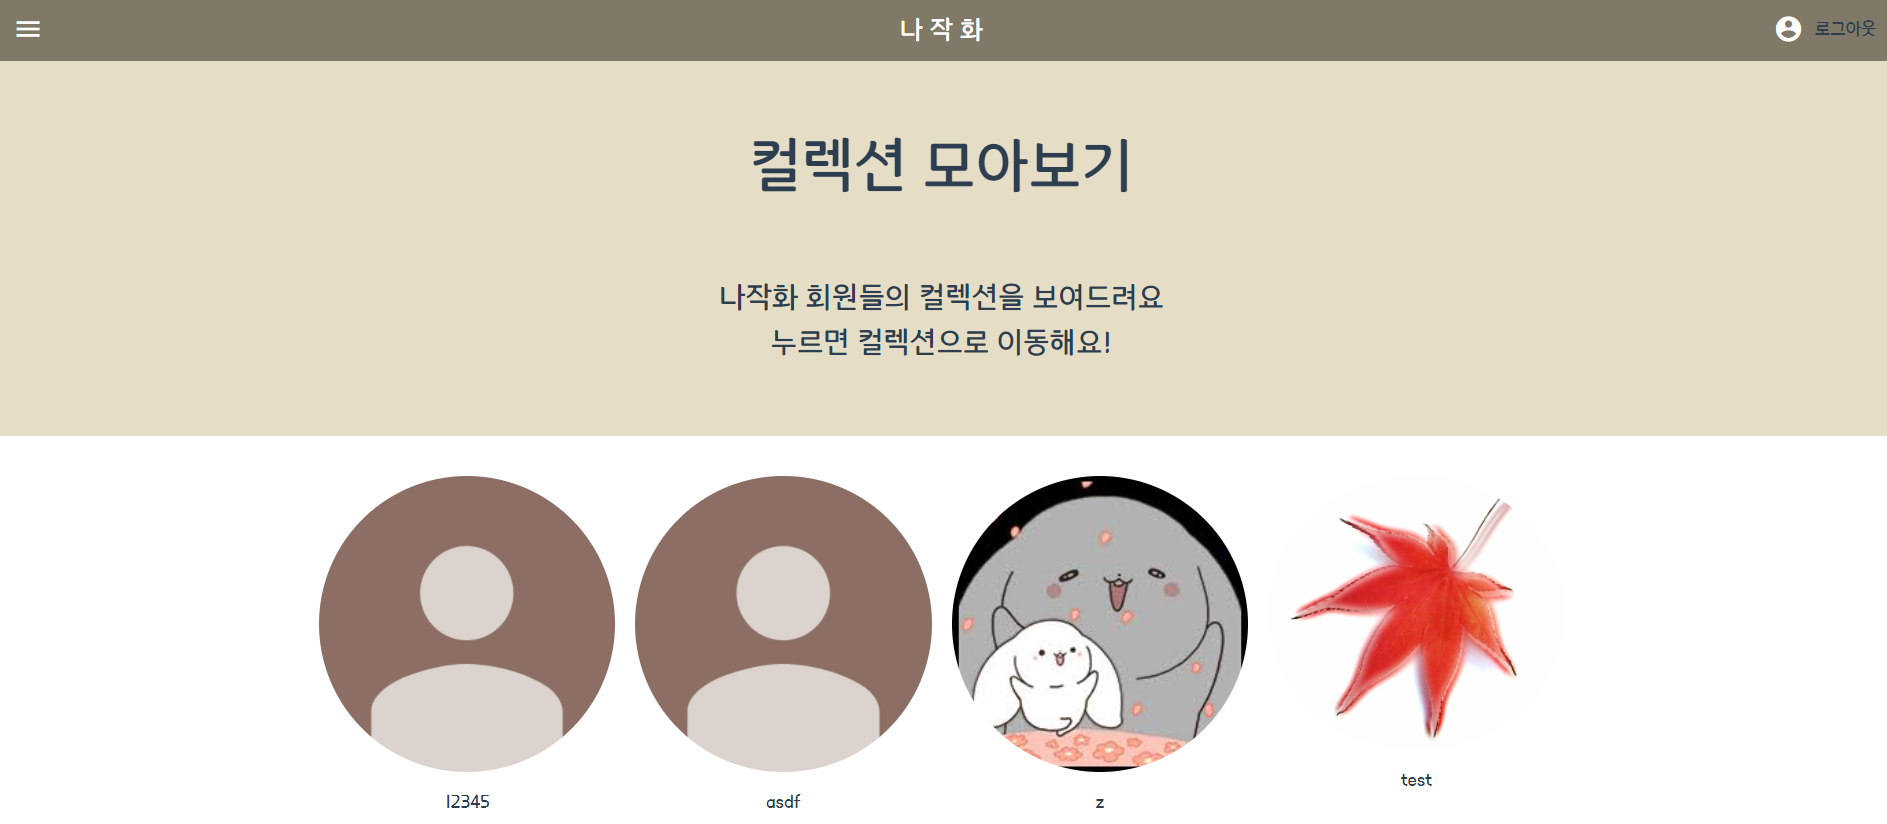 나작화
로그아웃
컬렉션 모아보기
나작화 회원들의 컬렉션을 보여드려요
누르면 컬렉션으로 이동해요!
12345
asdf
z
test